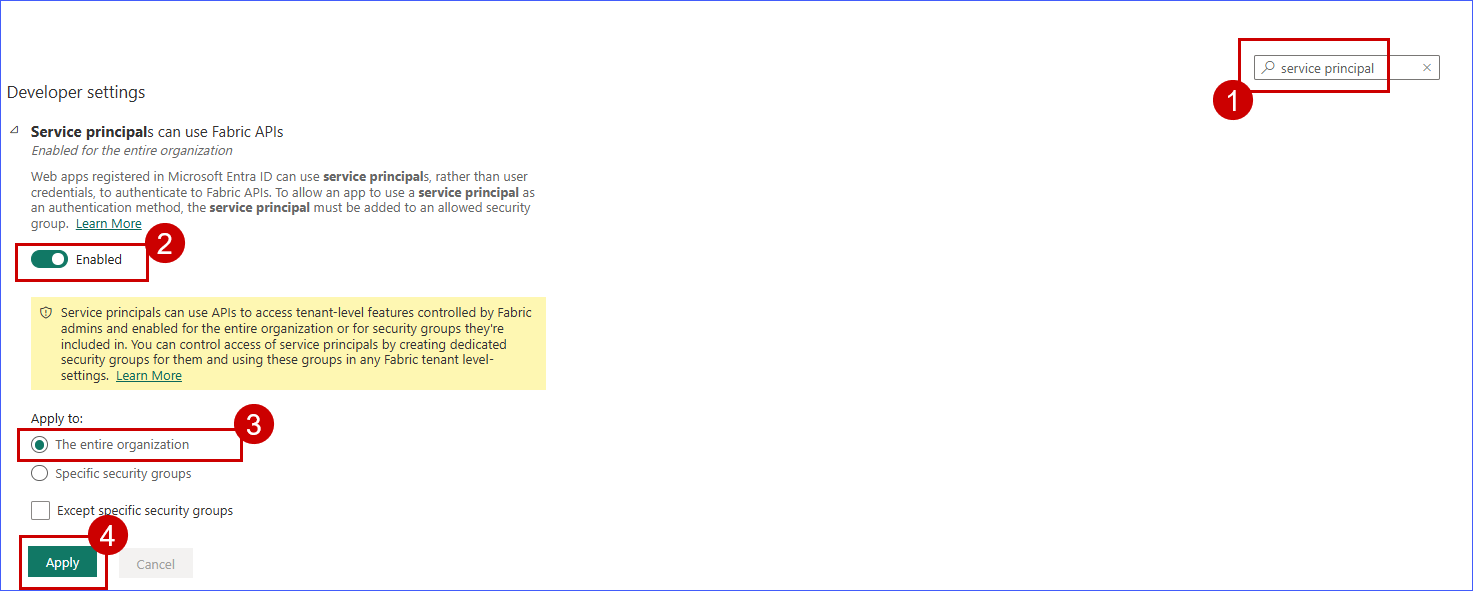 service principal
1
Developer settings
Service principals can use Fabric APIs
Enabled for the entire organization
Web apps registered in Microsoft Entra ID can use service principals, rather than user
credentials, to authenticate to Fabric APIs. To allow an app to use a service principal as
an authentication method, the service principal must be added to an allowed security
group. Learn More
2
Enabled
Service principals can use APIs to access tenant-level features controlled by Fabric
admins and enabled for the entire organization or for security groups they're
included in. You can control access of service principals by creating dedicated
security groups for them and using these groups in any Fabric tenant level-
settings. Learn More
Apply to:
3
The entire organization
Specific security groups
Except specific security groups
4
Apply
Cancel